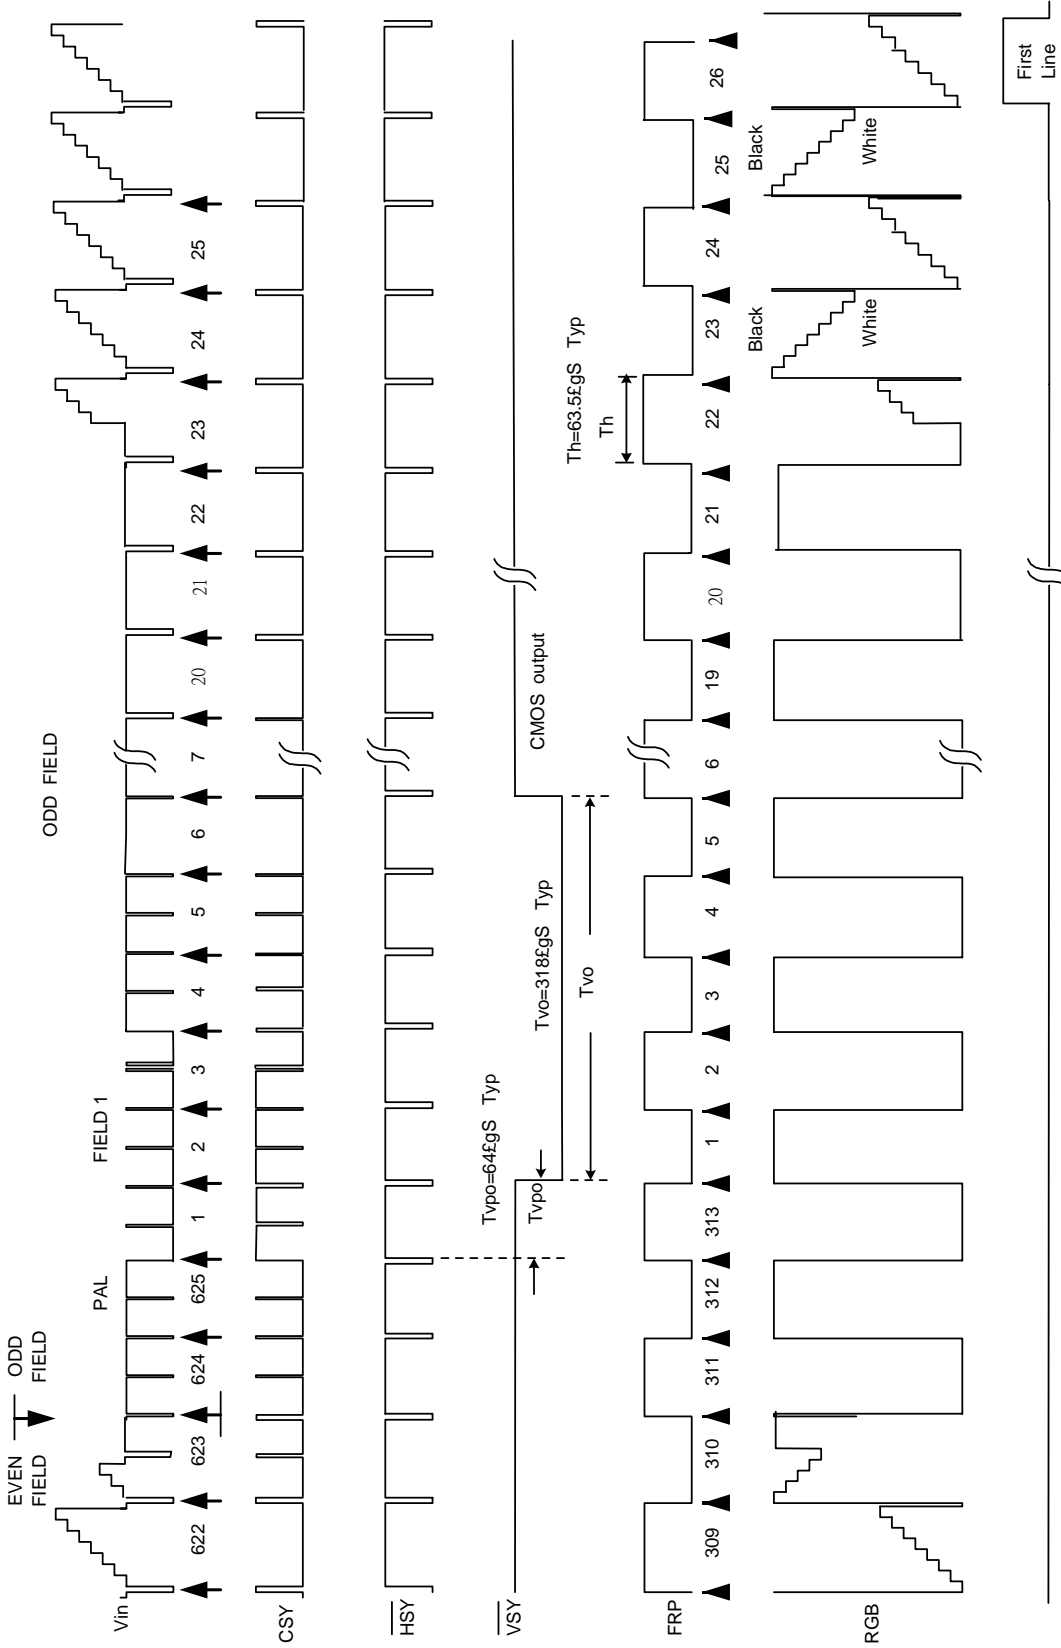 EVEN FIELD
ODD FIELD
PAL
FIELD 1
ODD FIELD
Vin
622
623
624
625
1
2
3
4
5
6
7
20
21
22
23
24
25
CSY
HSY
VSY
Tvpo=64£gS Typ
Tvpo
Tvo=318£gS Typ
Tvo
CMOS output
Th=63.5£gS Typ
Th
FRP
309
310
311
312
313
1
2
3
4
5
6
19
20
21
22
23
24
25
26
RGB
Black
White
Black
White
First
Line